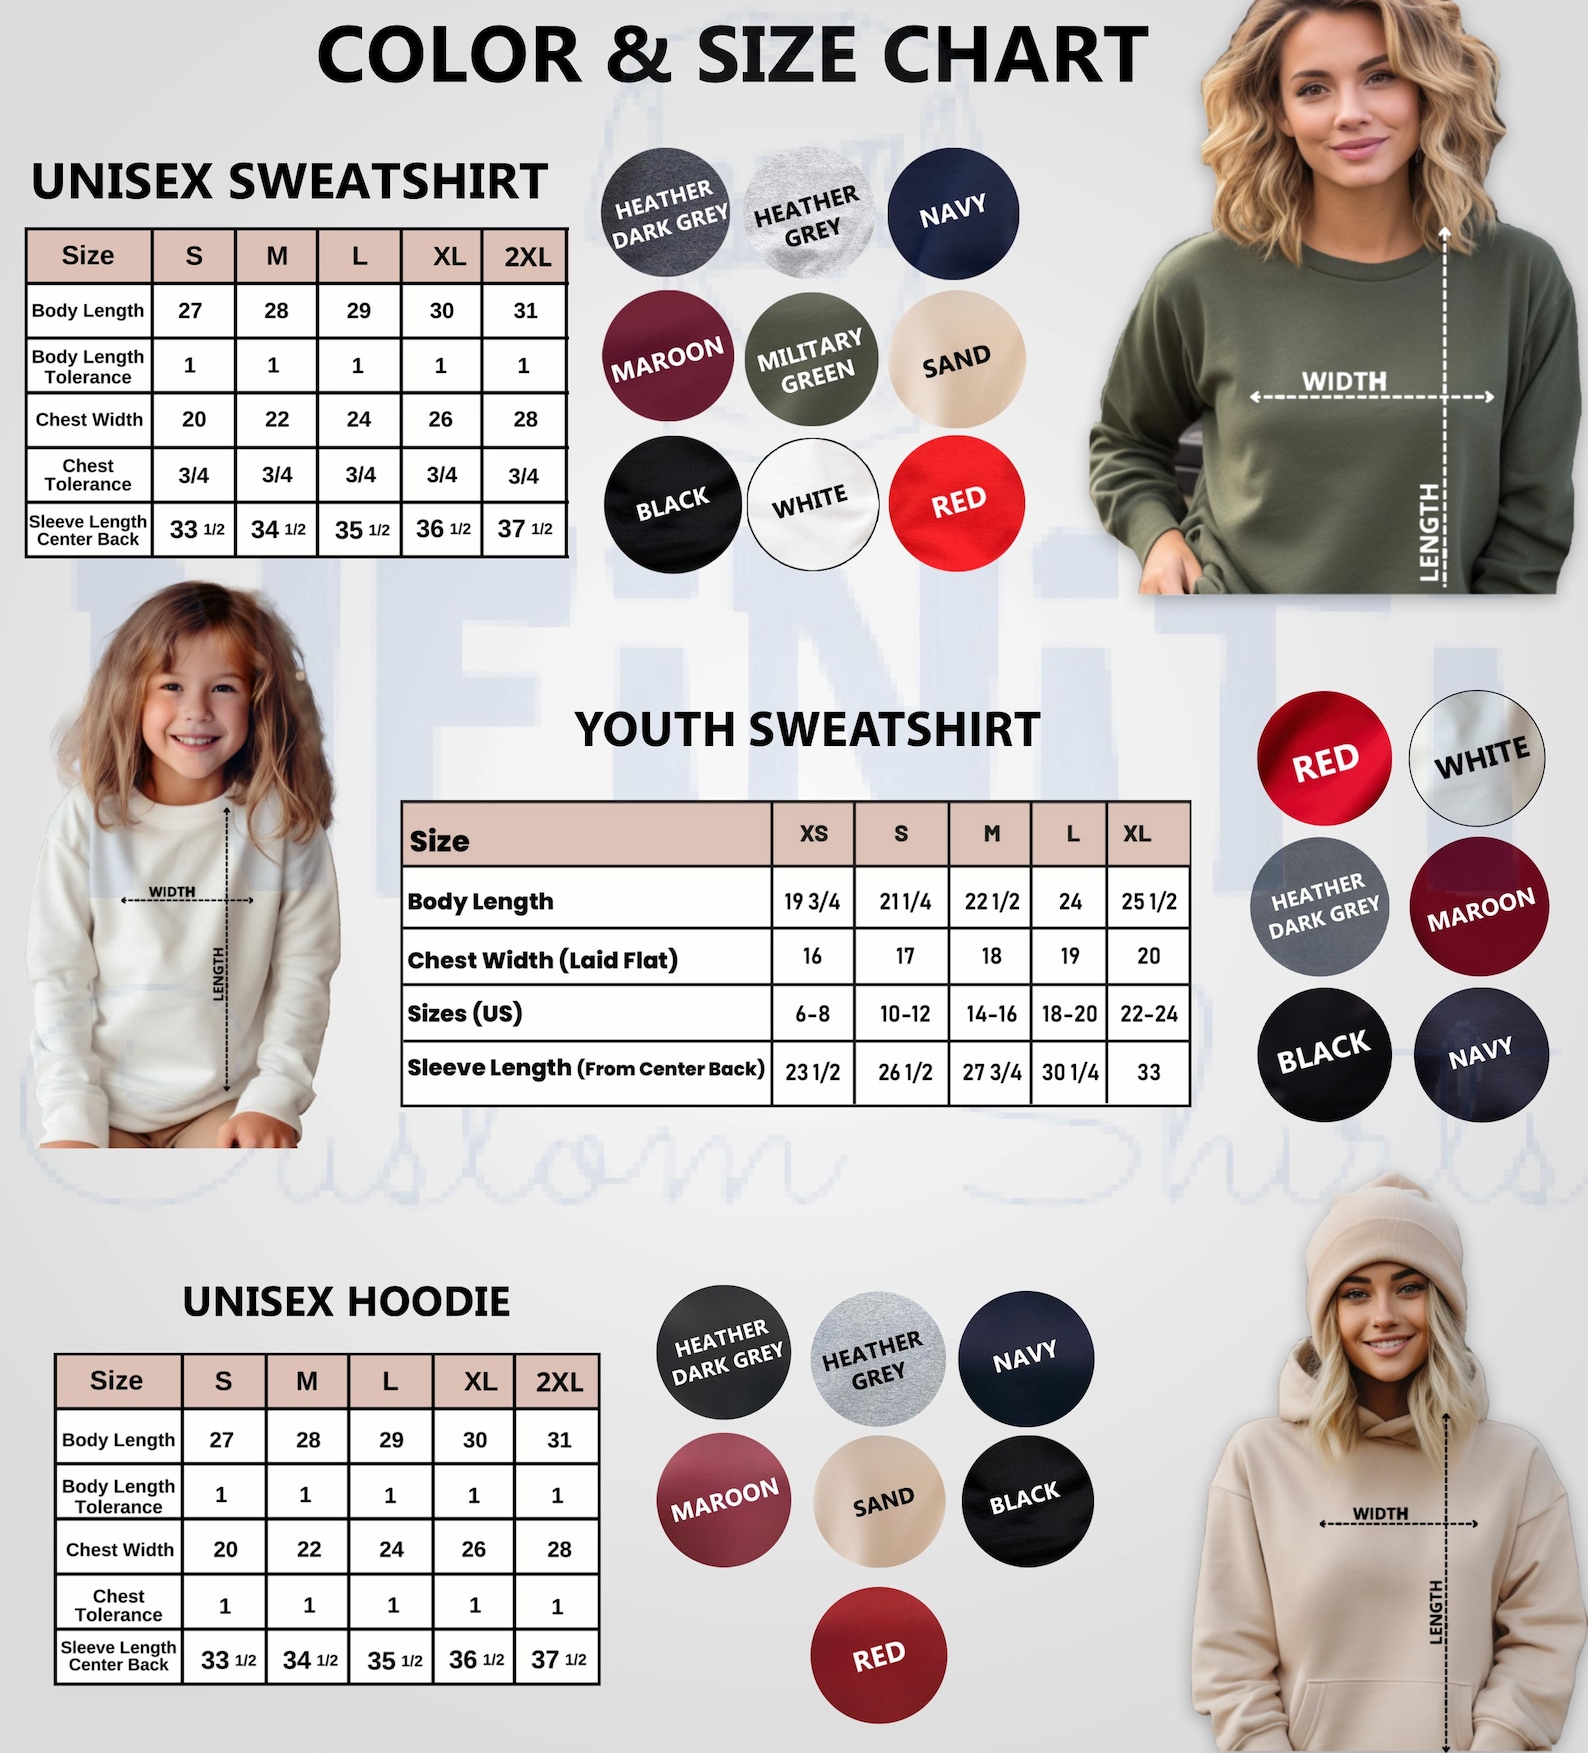 COLOR & SIZE CHART
UNISEX SWEATSHIRT
Size S M L XL 2XL
Body Length 27 28 29 30 31
Body Length
Tolerance 1 1 1 1 1
Chest Width 20 22 24 26 28
Chest
Tolerance 3/4 3/4 3/4 3/4 3/4
Sleeve Length
Center Back 33 1/2 34 1/2 35 1/2 36 1/2 37 1/2
HEATHER
DARK GREY
HEATHER
GREY
NAVY
MAROON
MILITARY
GREEN
SAND
BLACK
WHITE
RED
WIDTH
LENGTH
WIDTH
LENGTH
YOUTH SWEATSHIRT
Size XS S M L XL
Body Length 19 3/4 21 1/4 22 1/2 24 25 1/2
Chest Width (Laid Flat) 16 17 18 19 20
Sizes (US) 6-8 10-12 14-16 18-20 22-24
Sleeve Length (From Center Back) 23 1/2 26 1/2 27 3/4 30 1/4 33
RED
WHITE
HEATHER
DARK GREY
MAROON
BLACK
NAVY
Custom Shirts
UNISEX HOODIE
Size S M L XL 2XL
Body Length 27 28 29 30 31
Body Length
Tolerance 1 1 1 1 1
Chest Width 20 22 24 26 28
Chest
Tolerance 1 1 1 1 1
Sleeve Length
Center Back 33 1/2 34 1/2 35 1/2 36 1/2 37 1/2
HEATHER
DARK GREY
HEATHER
GREY
NAVY
MAROON
SAND
BLACK
RED
WIDTH
LENGTH